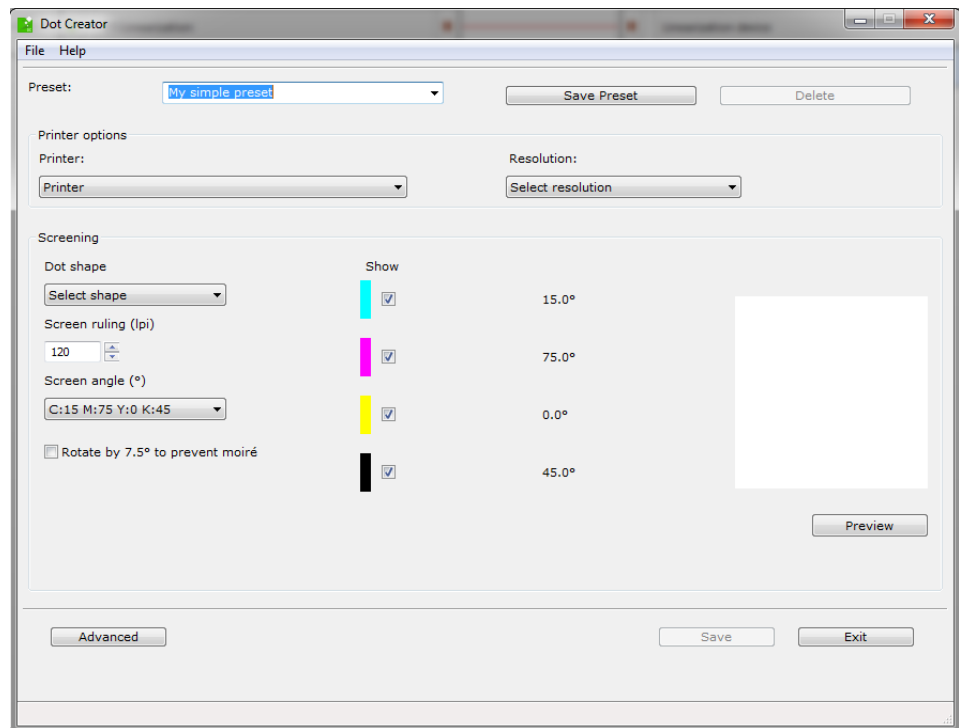 Dot Creator
File Help
Preset: My simple preset Save Preset Delete
Printer options
Printer: Resolution:
Printer Select resolution
Screening
Dot shape Show
Select shape 15.0°
Screen ruling (lpi)
120 75.0°
Screen angle (°)
C:15 M:75 Y:0 K:45 0.0°
Rotate by 7.5° to prevent moiré
45.0°
Preview
Advanced Save Exit